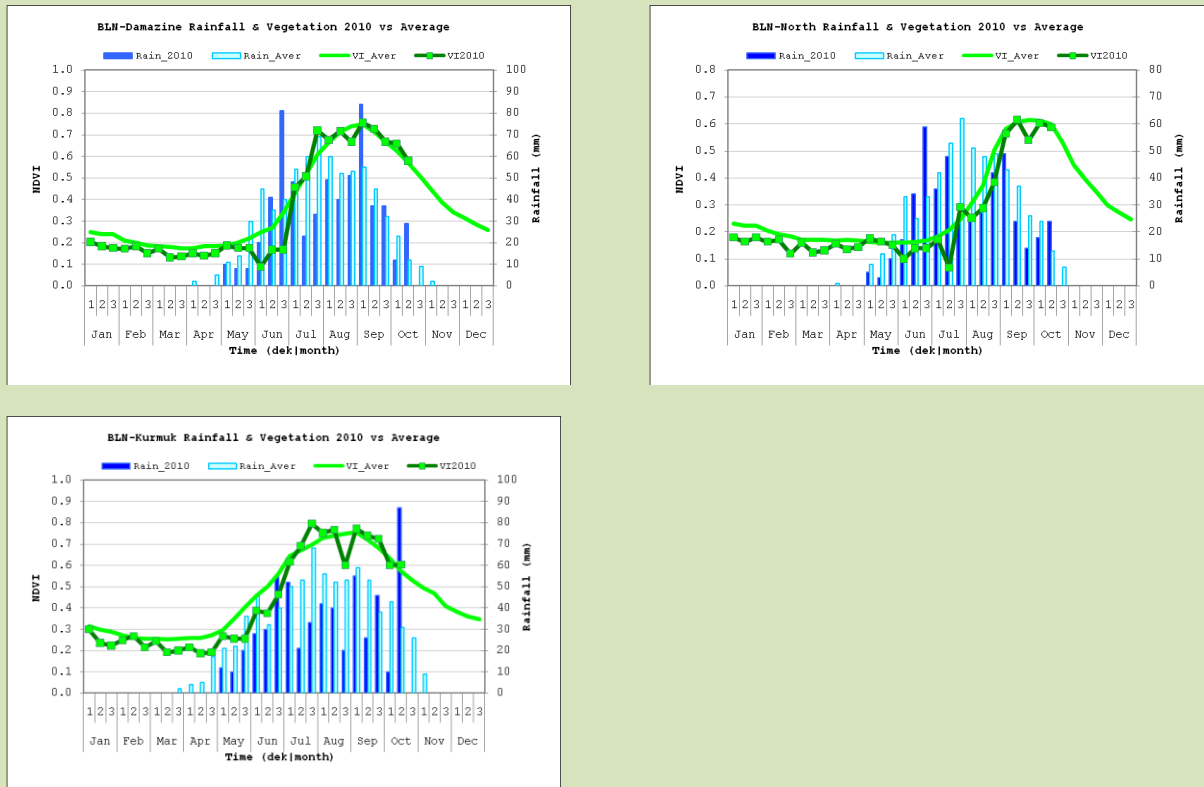 BLN-Damazine Rainfall & Vegetation 2010 vs Average
Rain_2010 Rain_Aver VI_Aver VI2010
1.0 100
0.9 90
0.8 80
0.7 70
0.6 60
0.5 50
0.4 40
0.3 30
0.2 20
0.1 10
0.0 0
NDVI
Rainfall (mm)
1 2 3 1 2 3 1 2 3 1 2 3 1 2 3 1 2 3 1 2 3 1 2 3 1 2 3 1 2 3 1 2 3 1 2 3
Jan Feb Mar Apr May Jun Jul Aug Sep Oct Nov Dec
Time (dek|month)
BLN-North Rainfall & Vegetation 2010 vs Average
Rain_2010 Rain_Aver VI_Aver VI2010
0.8 80
0.7 70
0.6 60
0.5 50
0.4 40
0.3 30
0.2 20
0.1 10
0.0 0
NDVI
Rainfall (mm)
1 2 3 1 2 3 1 2 3 1 2 3 1 2 3 1 2 3 1 2 3 1 2 3 1 2 3 1 2 3 1 2 3 1 2 3
Jan Feb Mar Apr May Jun Jul Aug Sep Oct Nov Dec
Time (dek|month)
BLN-Kurmuk Rainfall & Vegetation 2010 vs Average
Rain_2010 Rain_Aver VI_Aver VI2010
1.0 100
0.9 90
0.8 80
0.7 70
0.6 60
0.5 50
0.4 40
0.3 30
0.2 20
0.1 10
0.0 0
NDVI
Rainfall (mm)
1 2 3 1 2 3 1 2 3 1 2 3 1 2 3 1 2 3 1 2 3 1 2 3 1 2 3 1 2 3 1 2 3 1 2 3
Jan Feb Mar Apr May Jun Jul Aug Sep Oct Nov Dec
Time (dek|month)